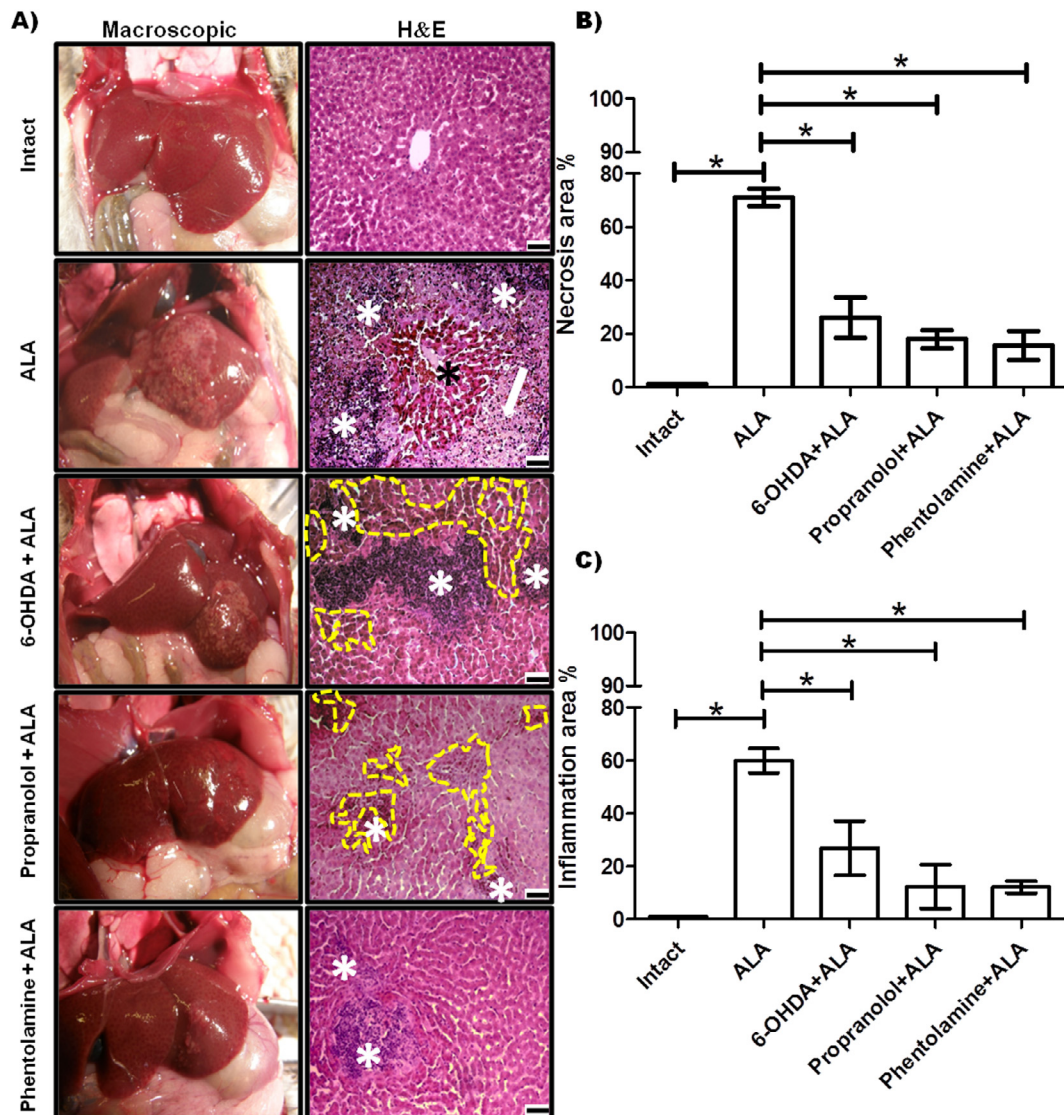 A)
Macroscopic
H&E
Intact
ALA
6-OHDA + ALA
Propranolol + ALA
Phentolamine + ALA
*
*
*
*
*
*
*
*
*
*
*
*
B)
Necrosis area %
100
90
80
60
40
20
0
*
*
*
*
Intact
ALA
6-OHDA+ALA
Propranolol+ALA
Phentolamine+ALA
C)
Inflammation area %
100
90
80
60
40
20
0
*
*
*
*
Intact
ALA
6-OHDA+ALA
Propranolol+ALA
Phentolamine+ALA